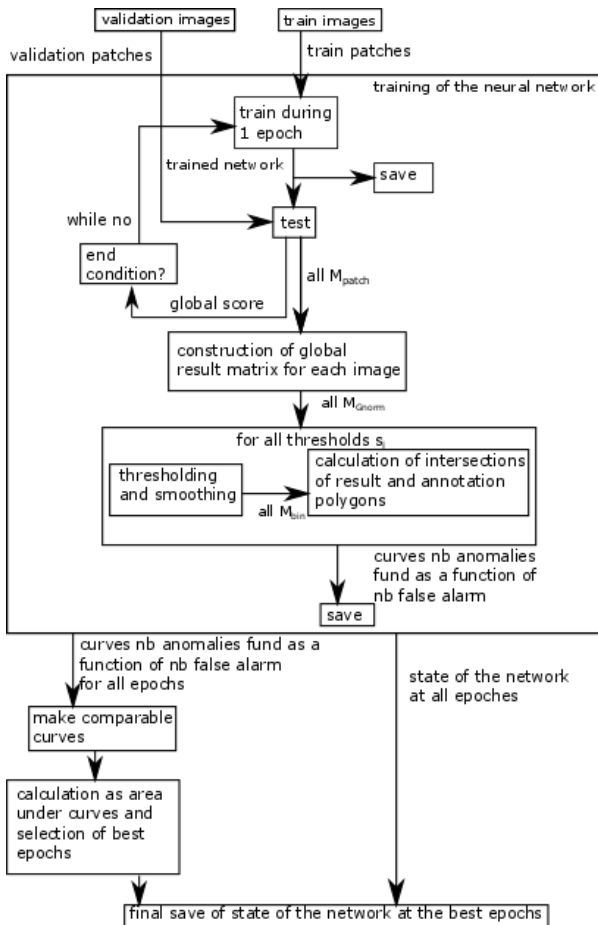 validation images
train images
validation patches
train patches
training of the neural network
train during
1 epoch
trained network
save
while no
test
end
condition?
all Mpatch
global score
construction of global
result matrix for each image
all MGnorm
for all thresholds si
thresholding
and smoothing
calculation of intersections
of result and annotation
polygons
all Mbin
curves nb anomalies
fund as a function of
nb false alarm
save
curves nb anomalies fund as a
function of nb false alarm
for all epochs
state of the network
at all epoches
make comparable
curves
calculation as area
under curves and
selection of best
epochs
final save of state of the network at the best epochs